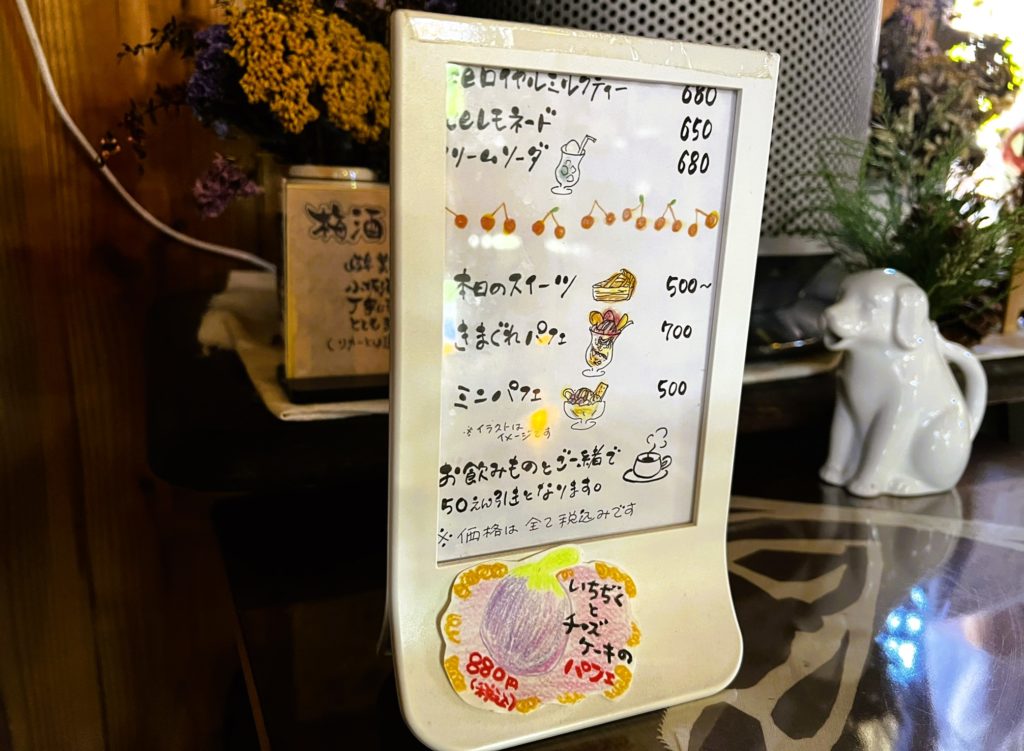 ロイヤルミルクティー 680
レモネード 650
リームソーダ 680
本日のスイーツ 500~
きまぐれパフェ 700
ミニパフェ 500
※イラストは
イメージです
お飲みものとご一緒で
50えん引きとなります。
※価格は全て税込みです
いちぢく
と
チーズ
ケーキの
パフェ
880円
(税込)
梅酒